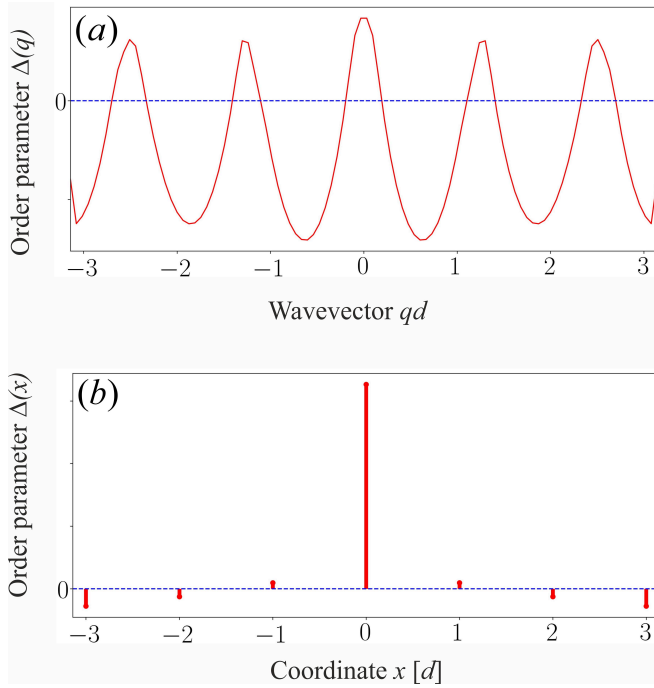 (a)
Order parameter Δ(q)
0
−3 −2 −1 0 1 2 3
Wavevector qd
(b)
Order parameter Δ(x)
0
−3 −2 −1 0 1 2 3
Coordinate x [d]